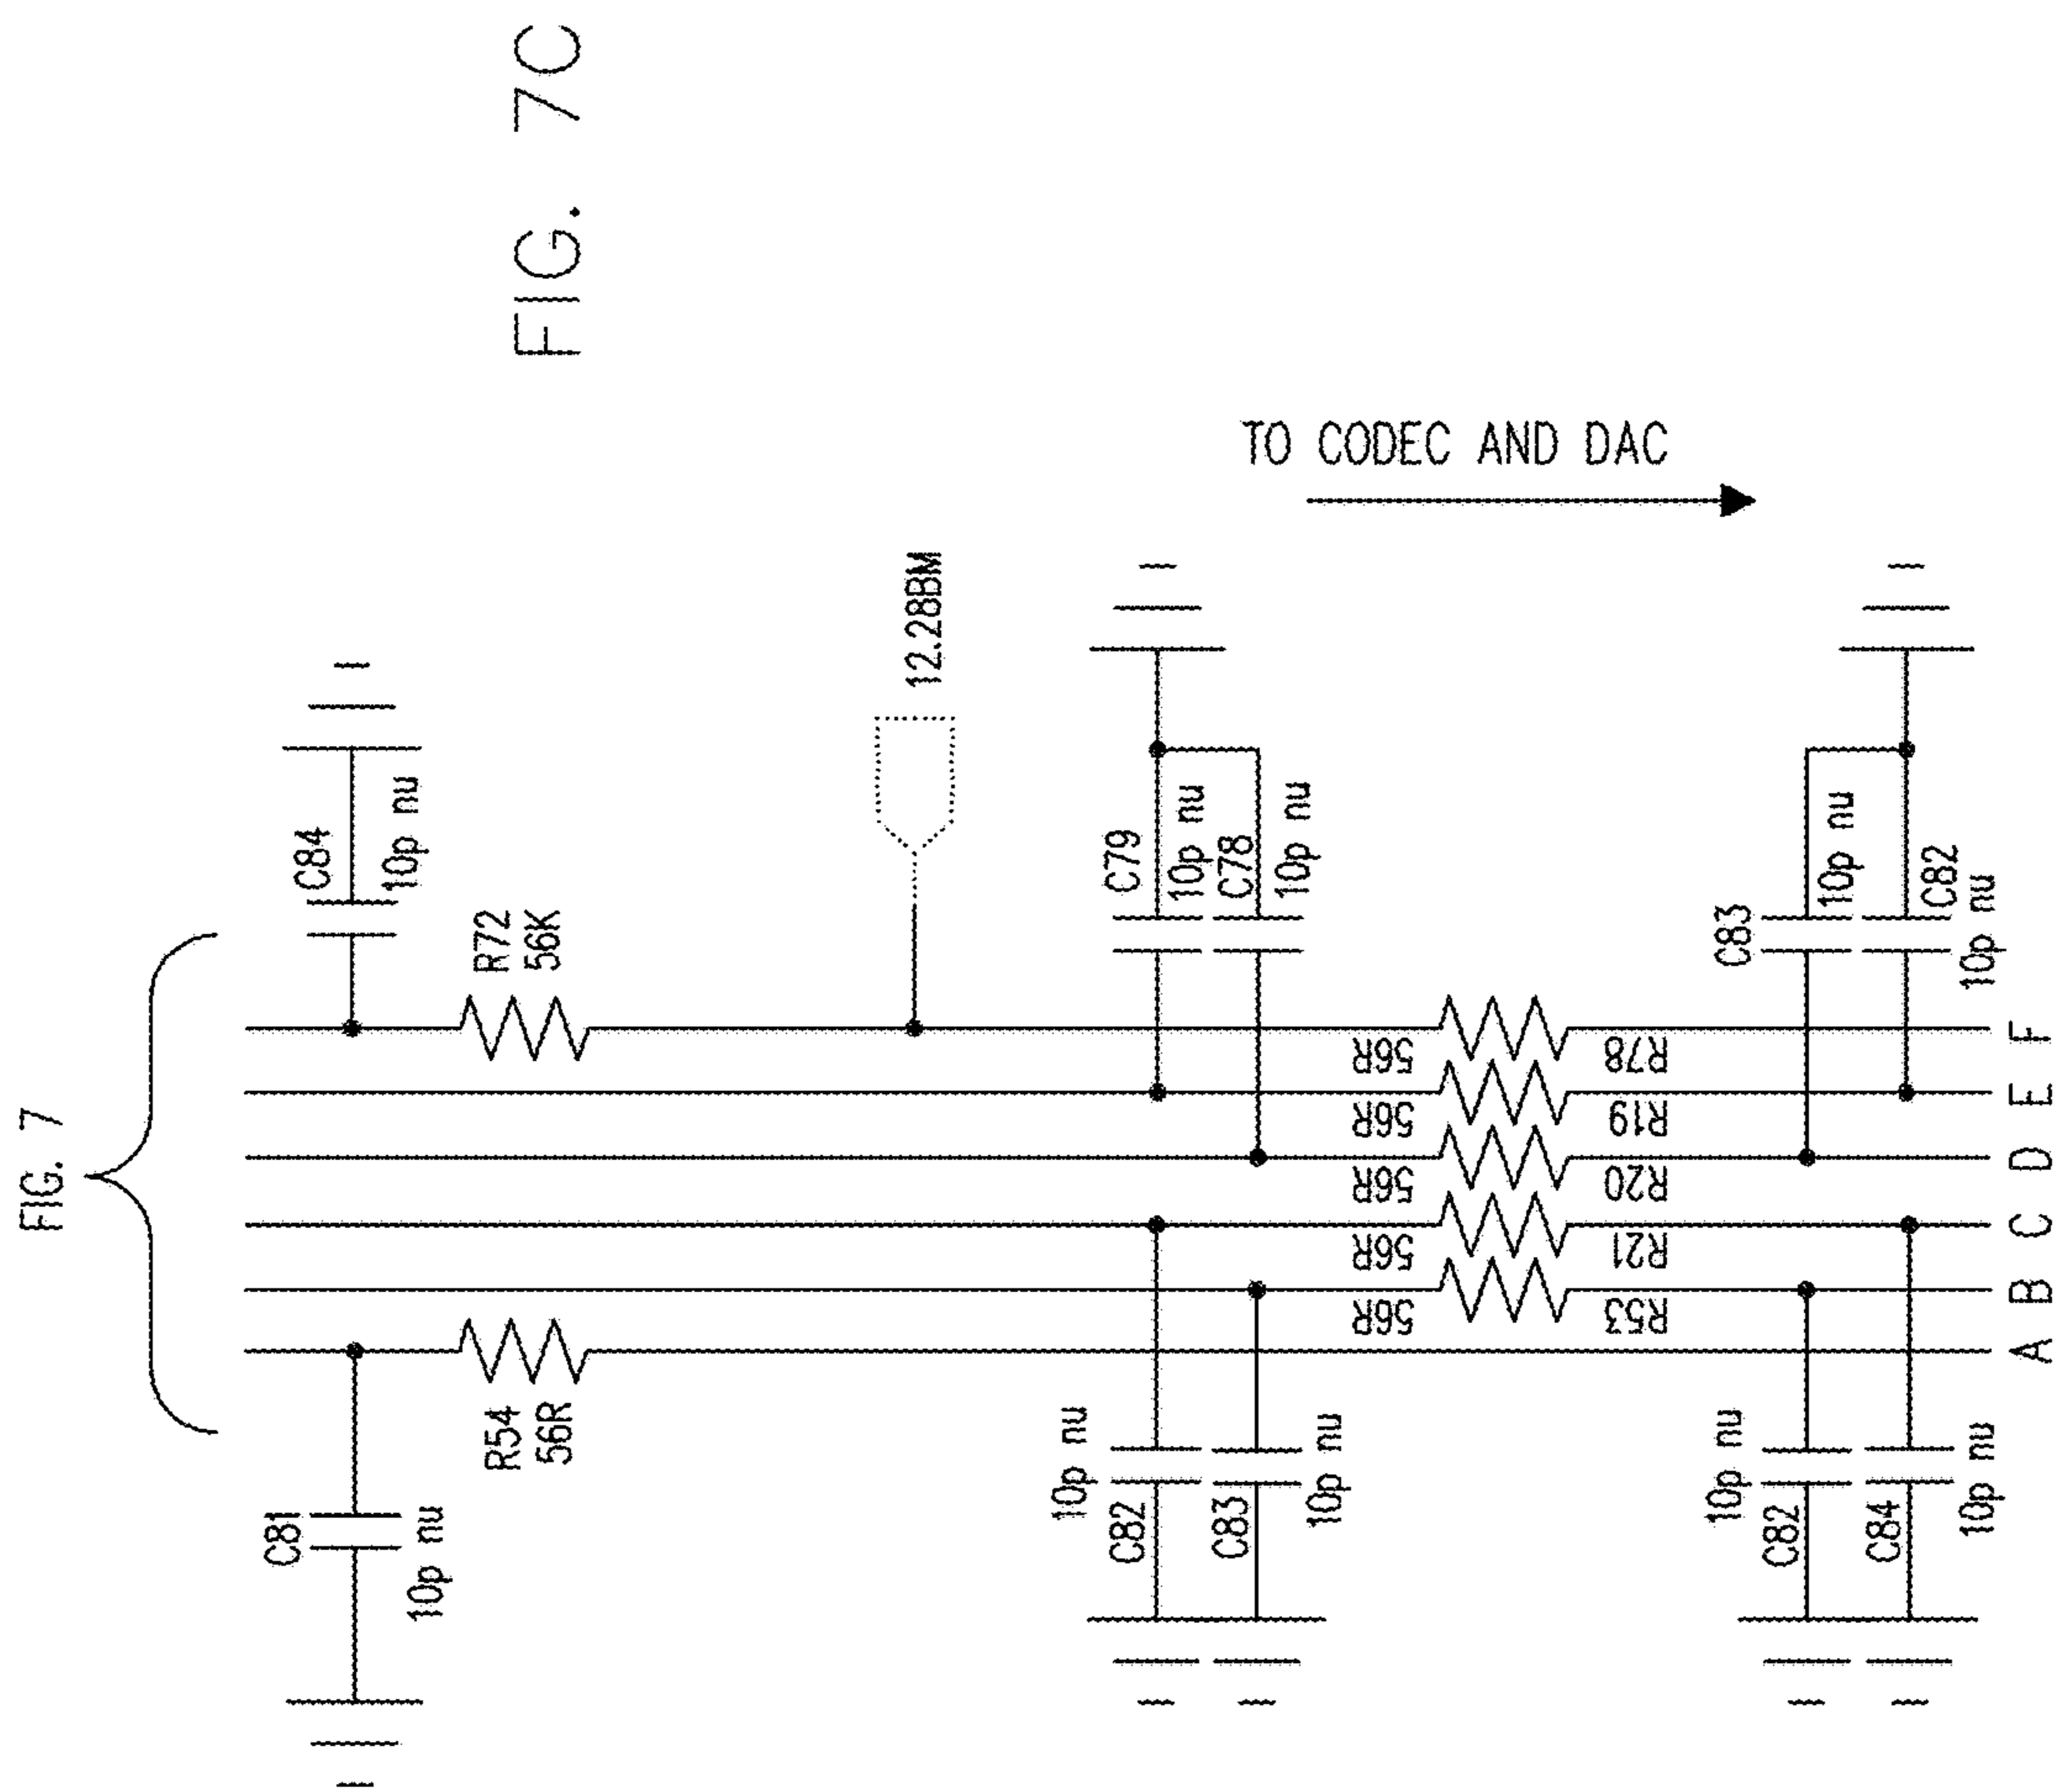 FIG. 7C
FIG. 7
TO CODEC AND DAC
12.28BM
C84
10p nu
R72
56K
C79
10p nu
C78
10p nu
C83
10p nu
C82
10p nu
56R
R78
56R
R19
56R
R20
56R
R21
56R
R53
F
E
D
C
B
A
R54
56R
C81
10p nu
10p nu
C82
C83
10p nu
10p nu
C82
C84
10p nu